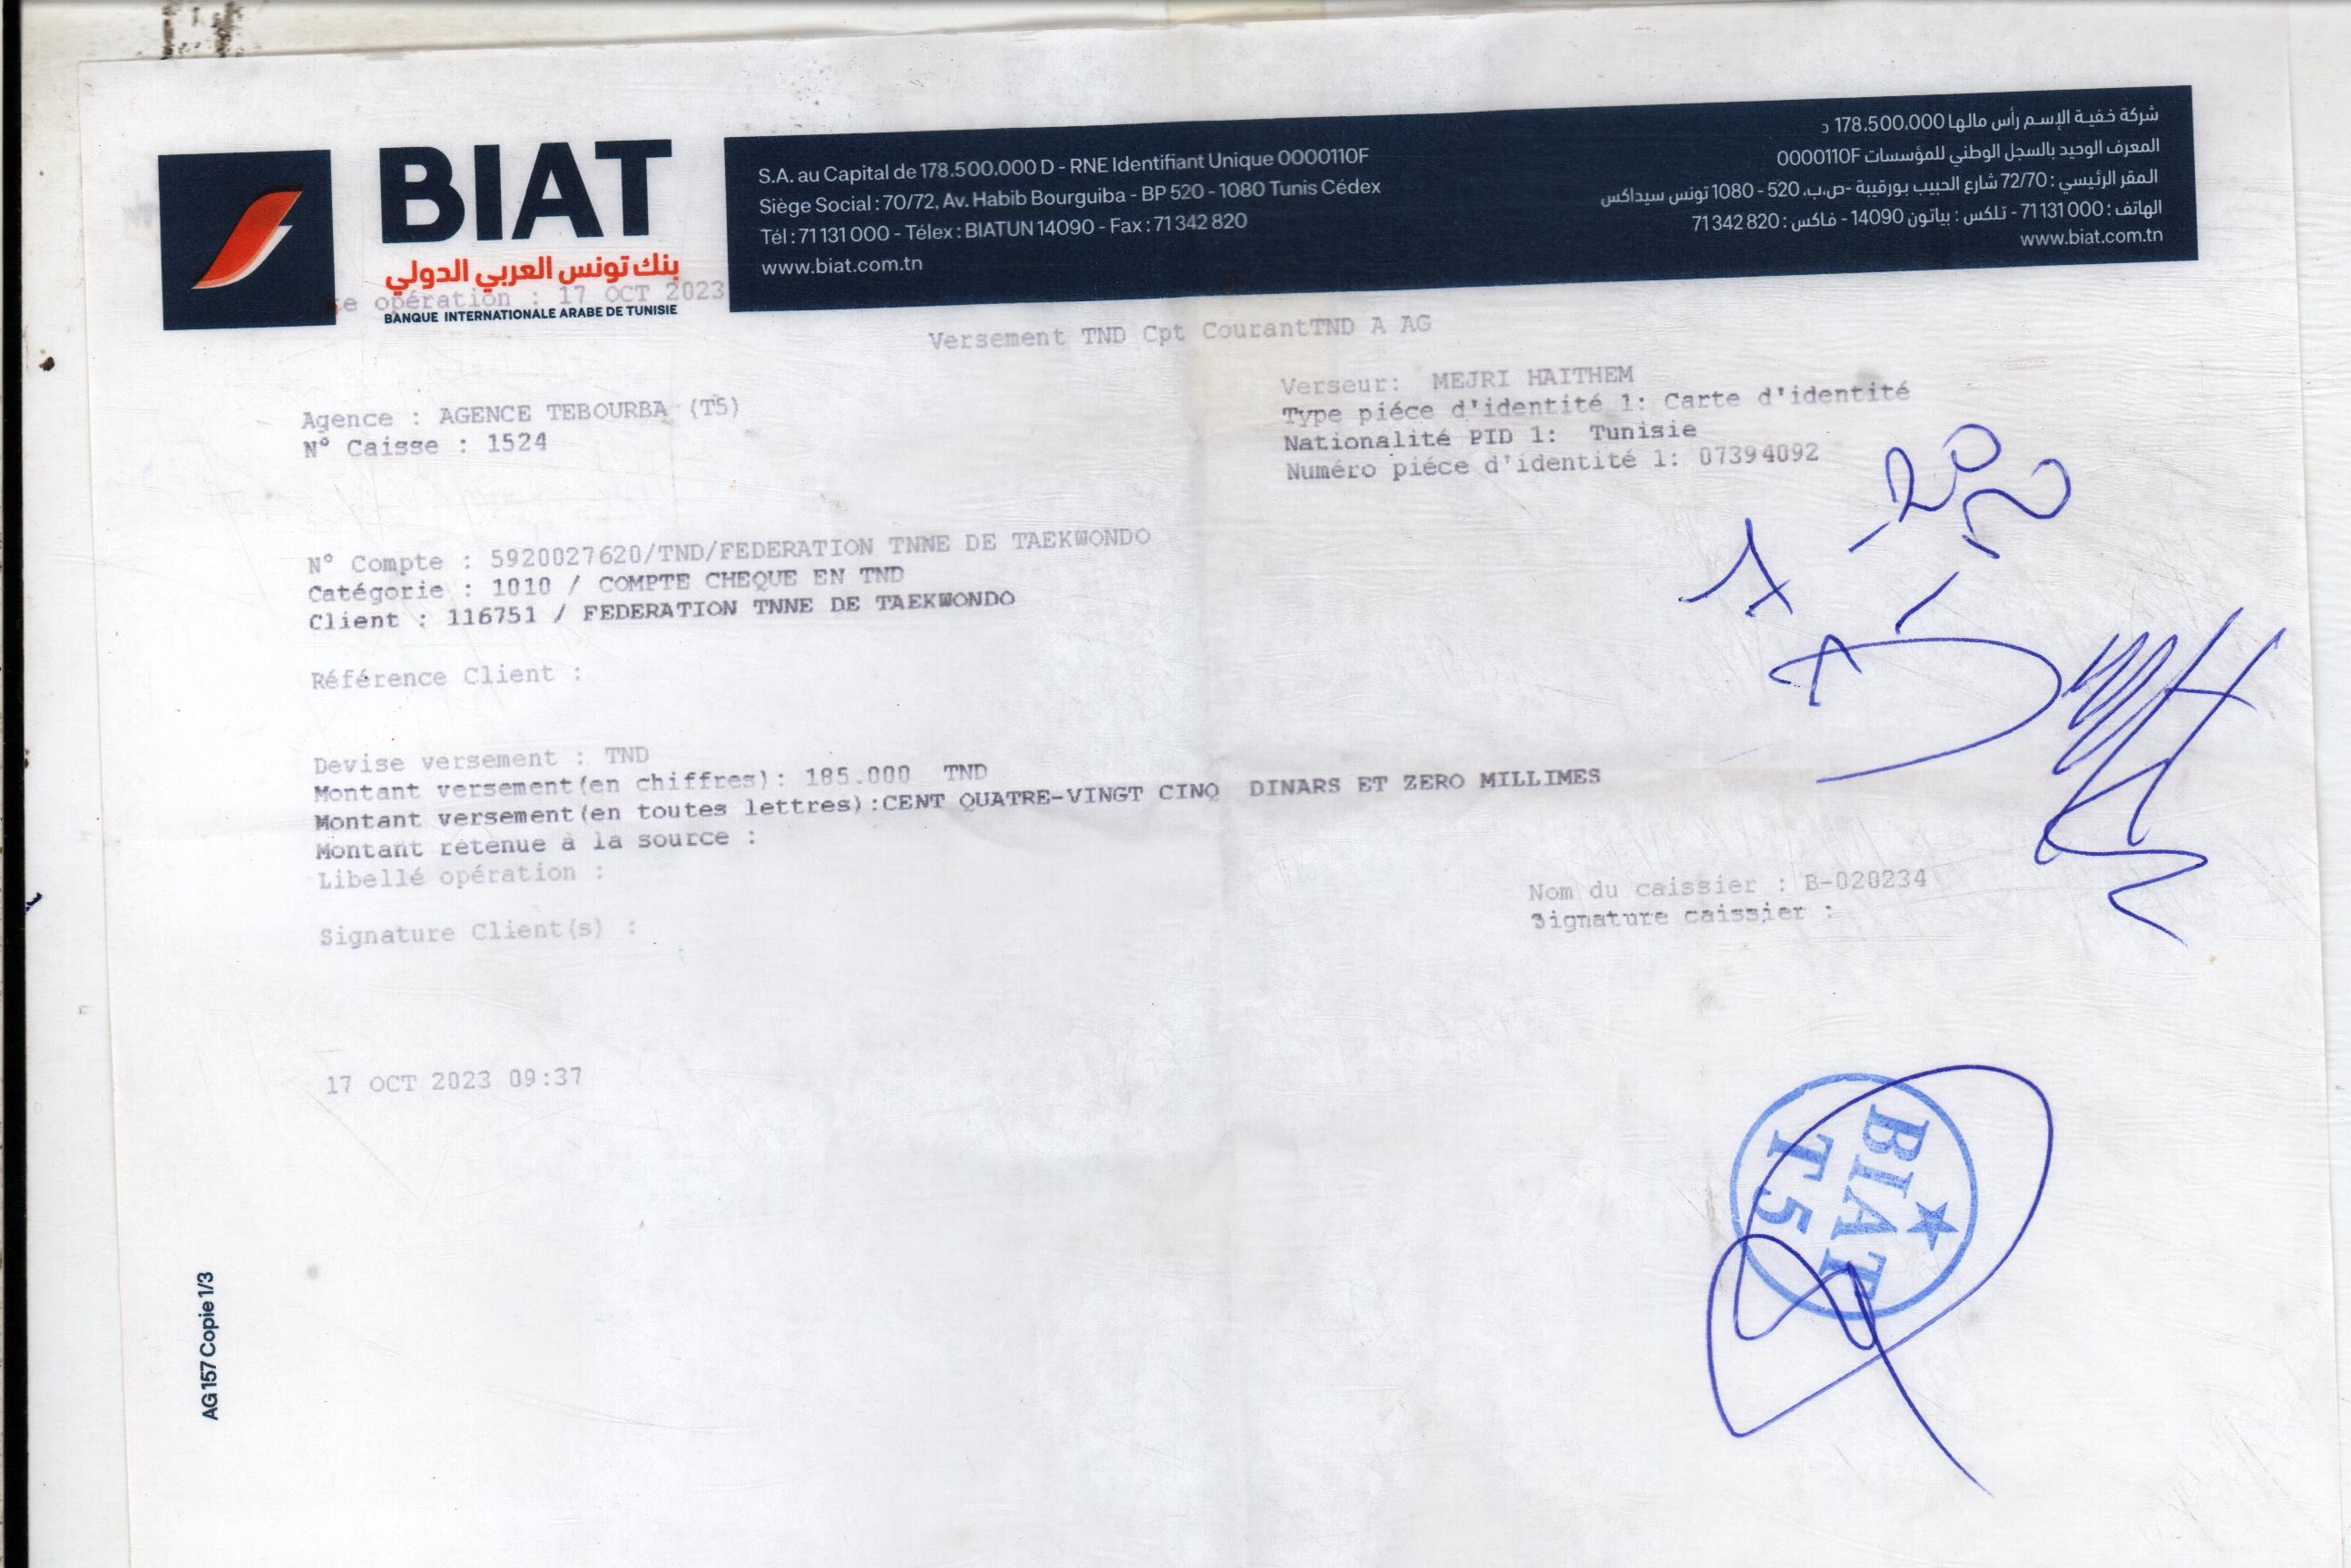 BIAT
بنك تونس العربي الدولي
BANQUE INTERNATIONALE ARABE DE TUNISIE
S.A. au Capital de 178.500.000 D - RNE Identifiant Unique 0000110F
Siège Social : 70/72, Av. Habib Bourguiba - BP 520 - 1080 Tunis Cédex
Tél : 71 131 000 - Télex : BIATUN 14090 - Fax : 71 342 820
www.biat.com.tn
شركة خفية الإسم رأس مالها 178.500.000 د
المعرف الوحيد بالسجل الوطني للمؤسسات 0000110F
المقر الرئيسي : 72/70 شارع الحبيب بورقيبة -ص.ب. 520 - 1080 تونس سيداكس
الهاتف : 71 131 000 - تلكس : بياتون 14090 - فاكس : 71 342 820
www.biat.com.tn
opération : 17 OCT 2023
Versement TND Cpt CourantTND A AG
Agence : AGENCE TEBOURBA (T5)
N° Caisse : 1524
Verseur: MEJRI HAITHEM
Type piéce d'identité 1: Carte d'identité
Nationalité PID 1: Tunisie
Numéro piéce d'identité 1: 07394092
N° Compte : 5920027620/TND/FEDERATION TNNE DE TAEKWONDO
Catégorie : 1010 / COMPTE CHEQUE EN TND
Client : 116751 / FEDERATION TNNE DE TAEKWONDO
Référence Client :
Devise versement : TND
Montant versement(en chiffres): 185.000 TND
Montant versement(en toutes lettres):CENT QUATRE-VINGT CINQ DINARS ET ZERO MILLIMES
Montant retenue à la source :
Libellé opération :
Nom du caissier : B-020234
Signature caissier :
Signature Client(s) :
17 OCT 2023 09:37
BIAT
T5
AG 157 Copie 1/3